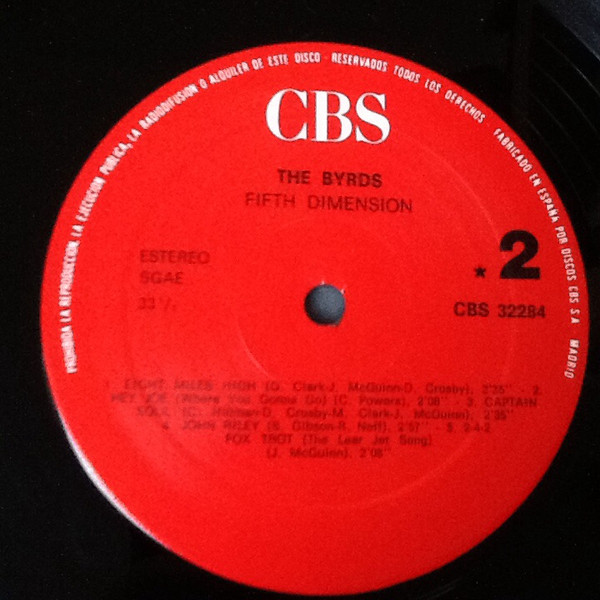 PROHIBIDA LA REPRODUCCION, LA EJECUCION PUBLICA, LA RADIODIFUSION O ALQUILER DE ESTE DISCO · RESERVADOS TODOS LOS DERECHOS · FABRICADO EN ESPAÑA POR DISCOS CBS S.A. MADRID
CBS
THE BYRDS
FIFTH DIMENSION
ESTEREO
SGAE
33 1/3
* 2
CBS 32284
1. EIGHT MILES HIGH (G. Clark-J. McGuinn-D. Crosby), 3'35" - 2.
HEY JOE (Where You Gonna Go) (C. Powers), 2'08" - 3. CAPTAIN
SOUL (C. Hillman-D. Crosby-M. Clark-J. McGuinn), 2'35"
4. JOHN RILEY (B. Gibson-R. Neff), 2'57" - 5. 2-4-2
FOX TROT (The Lear Jet Song)
(J. McGuinn), 2'08"